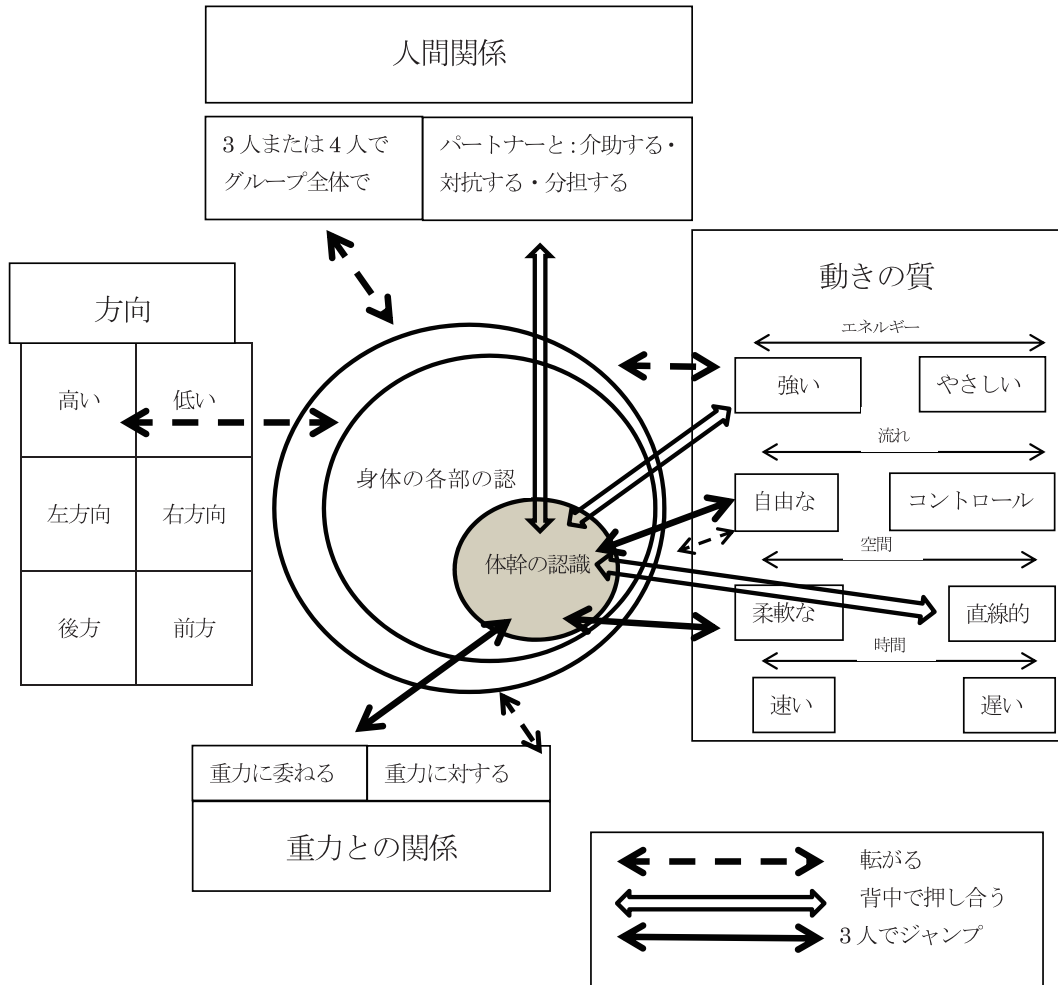 人間関係
3人または4人で
グループ全体で
パートナーと:介助する・
対抗する・分担する
方向
高い
低い
左方向
右方向
後方
前方
動きの質
エネルギー
強い
やさしい
流れ
自由な
コントロール
空間
柔軟な
直線的
時間
速い
遅い
身体の各部の認
体幹の認識
重力に委ねる
重力に対する
重力との関係
転がる
背中で押し合う
3人でジャンプ